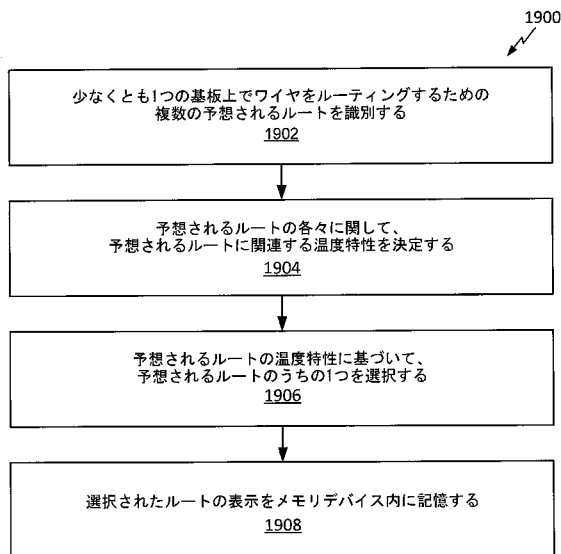 1900
少なくとも1つの基板上でワイヤをルーティングするための
複数の予想されるルートを識別する
1902
予想されるルートの各々に関して、
予想されるルートに関連する温度特性を決定する
1904
予想されるルートの温度特性に基づいて、
予想されるルートのうちの1つを選択する
1906
選択されたルートの表示をメモリデバイス内に記憶する
1908